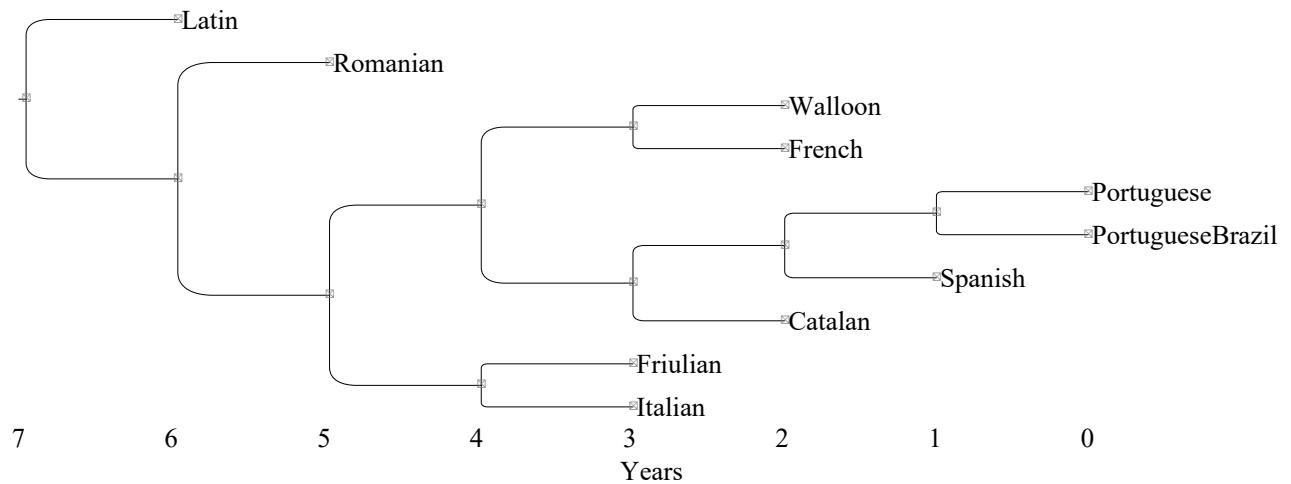 Latin
Romanian
Walloon
French
Portuguese
PortugueseBrazil
Spanish
Catalan
Friulian
Italian
7 6 5 4 3 2 1 0
Years